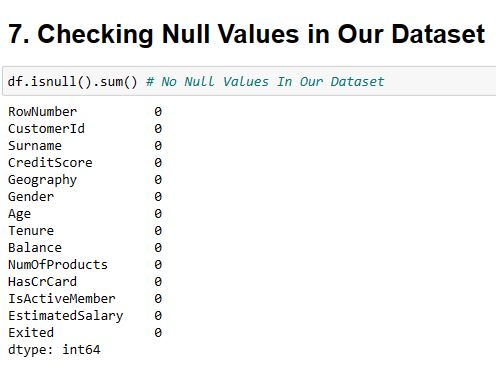 7. Checking Null Values in Our Dataset
df.isnull().sum() # No Null Values In Our Dataset
RowNumber 0
CustomerId 0
Surname 0
CreditScore 0
Geography 0
Gender 0
Age 0
Tenure 0
Balance 0
NumOfProducts 0
HasCrCard 0
IsActiveMember 0
EstimatedSalary 0
Exited 0
dtype: int64